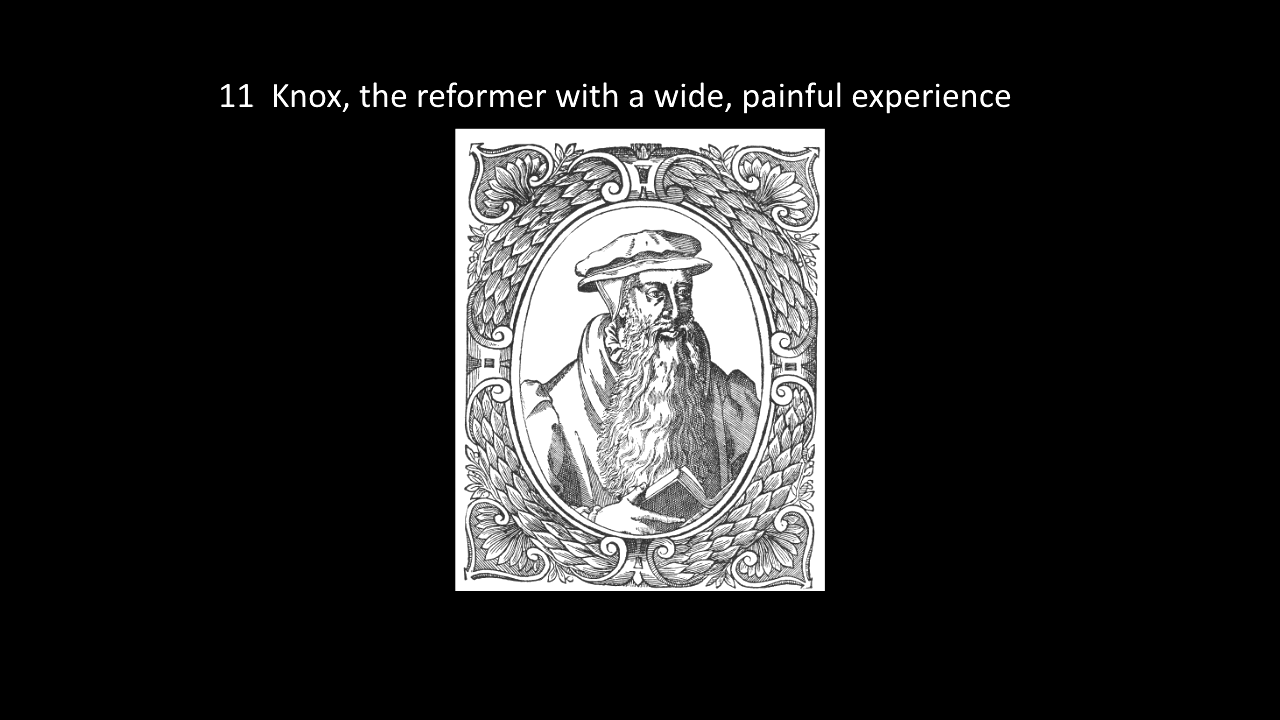 11  Knox, the reformer with a wide, painful experience